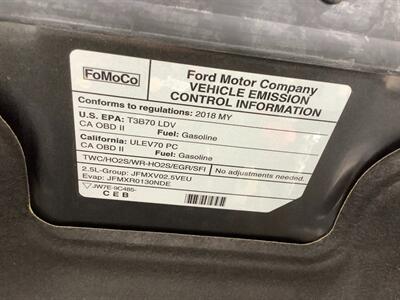 FoMoCo
Ford Motor Company
VEHICLE EMISSION
CONTROL INFORMATION
Conforms to regulations: 2018 MY
U.S. EPA: T3B70 LDV
CA OBD II Fuel: Gasoline
California: ULEV70 PC
CA OBD II Fuel: Gasoline
TWC/HO2S/WR-HO2S/EGR/SFI No adjustments needed.
2.5L-Group: JFMXV02.5VEU
Evap: JFMXR0130NDE
JW7E-9C485-
CEB